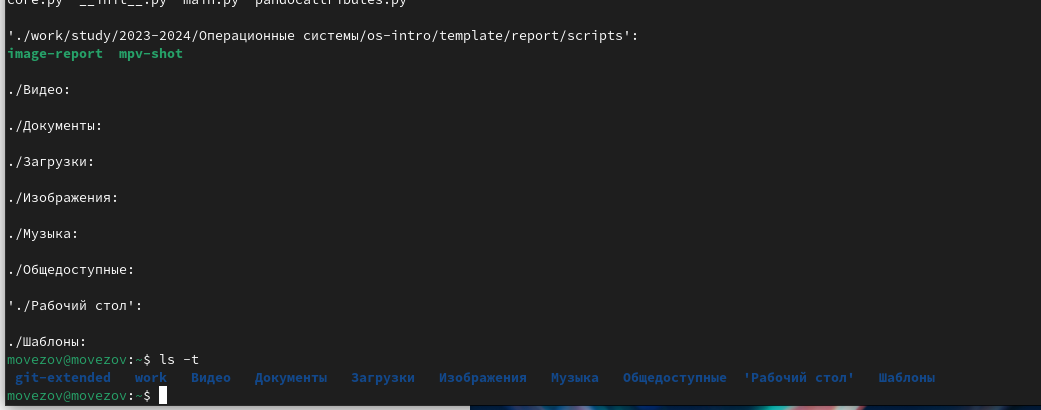 core.py __init__.py main.py pandocattributes.py
'./work/study/2023-2024/Операционные системы/os-intro/template/report/scripts':
image-report mpv-shot
./Видео:
./Документы:
./Загрузки:
./Изображения:
./Музыка:
./Общедоступные:
'./Рабочий стол':
./Шаблоны:
movezov@movezov:~$ ls -t
git-extended work Видео Документы Загрузки Изображения Музыка Общедоступные 'Рабочий стол' Шаблоны
movezov@movezov:~$